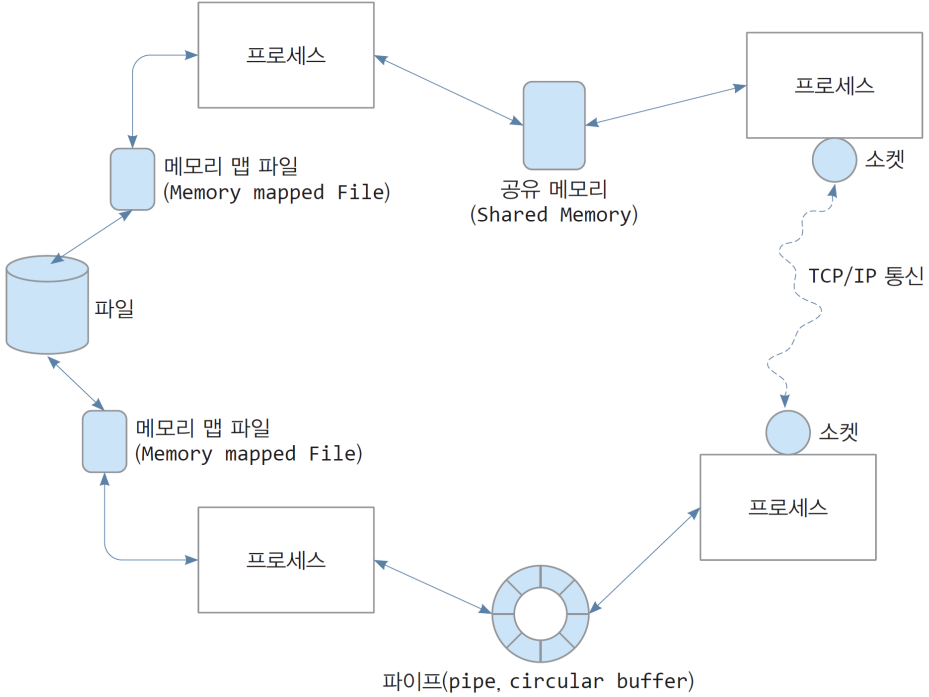 프로세스
프로세스
소켓
메모리 맵 파일
(Memory mapped File)
공유 메모리
(Shared Memory)
TCP/IP 통신
파일
메모리 맵 파일
(Memory mapped File)
소켓
프로세스
프로세스
파이프(pipe, circular buffer)